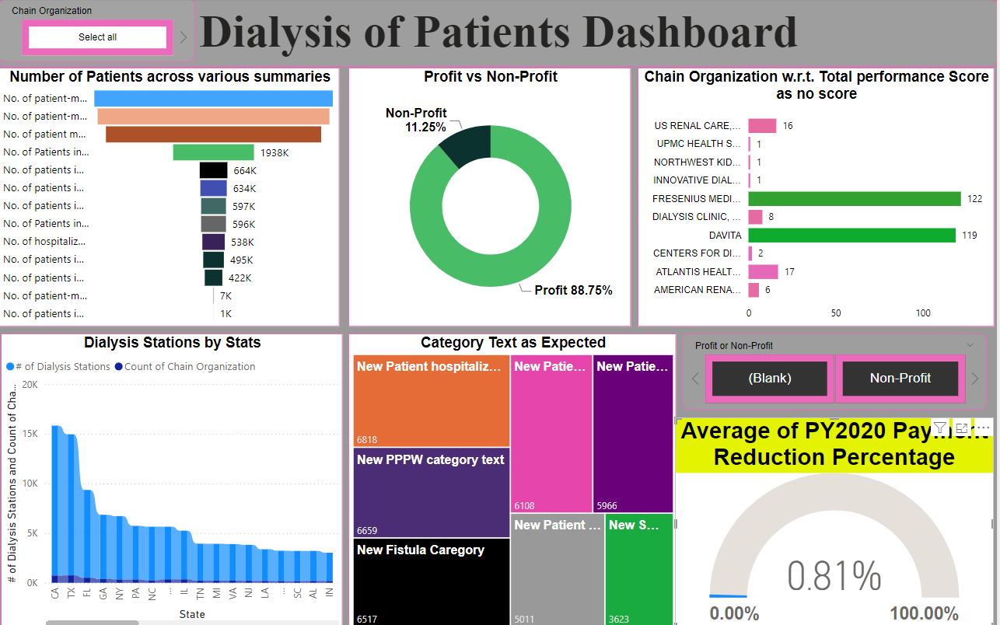 Chain Organization
Select all
Dialysis of Patients Dashboard
Number of Patients across various summaries
No. of patient-m...
No. of patient-m...
No. of patient m...
No. of Patients in...
1938K
No. of patients i...
664K
No. of patients i...
634K
No. of patients i...
597K
No. of Patients in...
596K
No. of hospitaliz...
538K
No. of patients i...
495K
No. of patients i...
422K
No. of patient-m...
7K
No. of patients i...
1K
Profit vs Non-Profit
Non-Profit
11.25%
Profit 88.75%
Chain Organization w.r.t. Total performance Score
as no score
US RENAL CARE,...
16
UPMC HEALTH S...
1
NORTHWEST KID...
1
INNOVATIVE DIAL...
1
FRESENIUS MEDI...
122
DIALYSIS CLINIC, ...
8
DAVITA
119
CENTERS FOR DI...
2
ATLANTIS HEALT...
17
AMERICAN RENA...
6
0
50
100
Dialysis Stations by Stats
# of Dialysis Stations
Count of Chain Organization
# of Dialysis Stations and Count of Cha...
20K
15K
10K
5K
0K
CA
TX
FL
GA
NY
PA
NC
...
IL
TN
MI
VA
NJ
LA
...
SC
AL
IN
State
Category Text as Expected
New Patient hospitaliz...
6818
New PPPW category text
6659
New Fistula Caregory
6517
New Patie...
6108
New Patie...
5966
New Patient ...
5011
New S...
3623
Profit or Non-Profit
(Blank)
Non-Profit
Average of PY2020 Payment
Reduction Percentage
0.81%
0.00%
100.00%